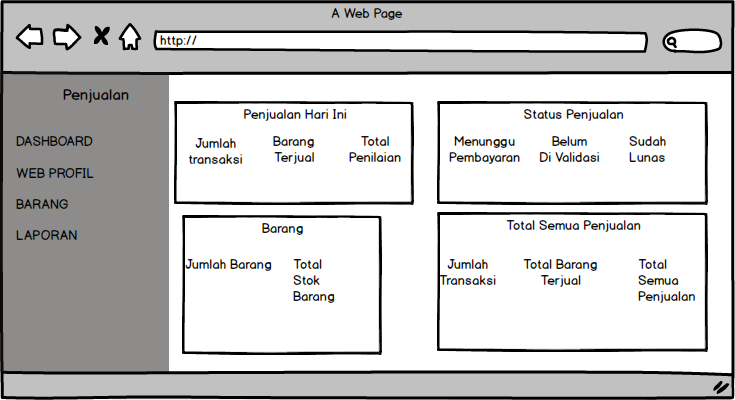 A Web Page
http://
Penjualan
DASHBOARD
WEB PROFIL
BARANG
LAPORAN
Penjualan Hari Ini
Jumlah
transaksi
Barang
Terjual
Total
Penilaian
Status Penjualan
Menunggu
Pembayaran
Belum
Di Validasi
Sudah
Lunas
Barang
Jumlah Barang
Total
Stok
Barang
Total Semua Penjualan
Jumlah
Transaksi
Total Barang
Terjual
Total
Semua
Penjualan